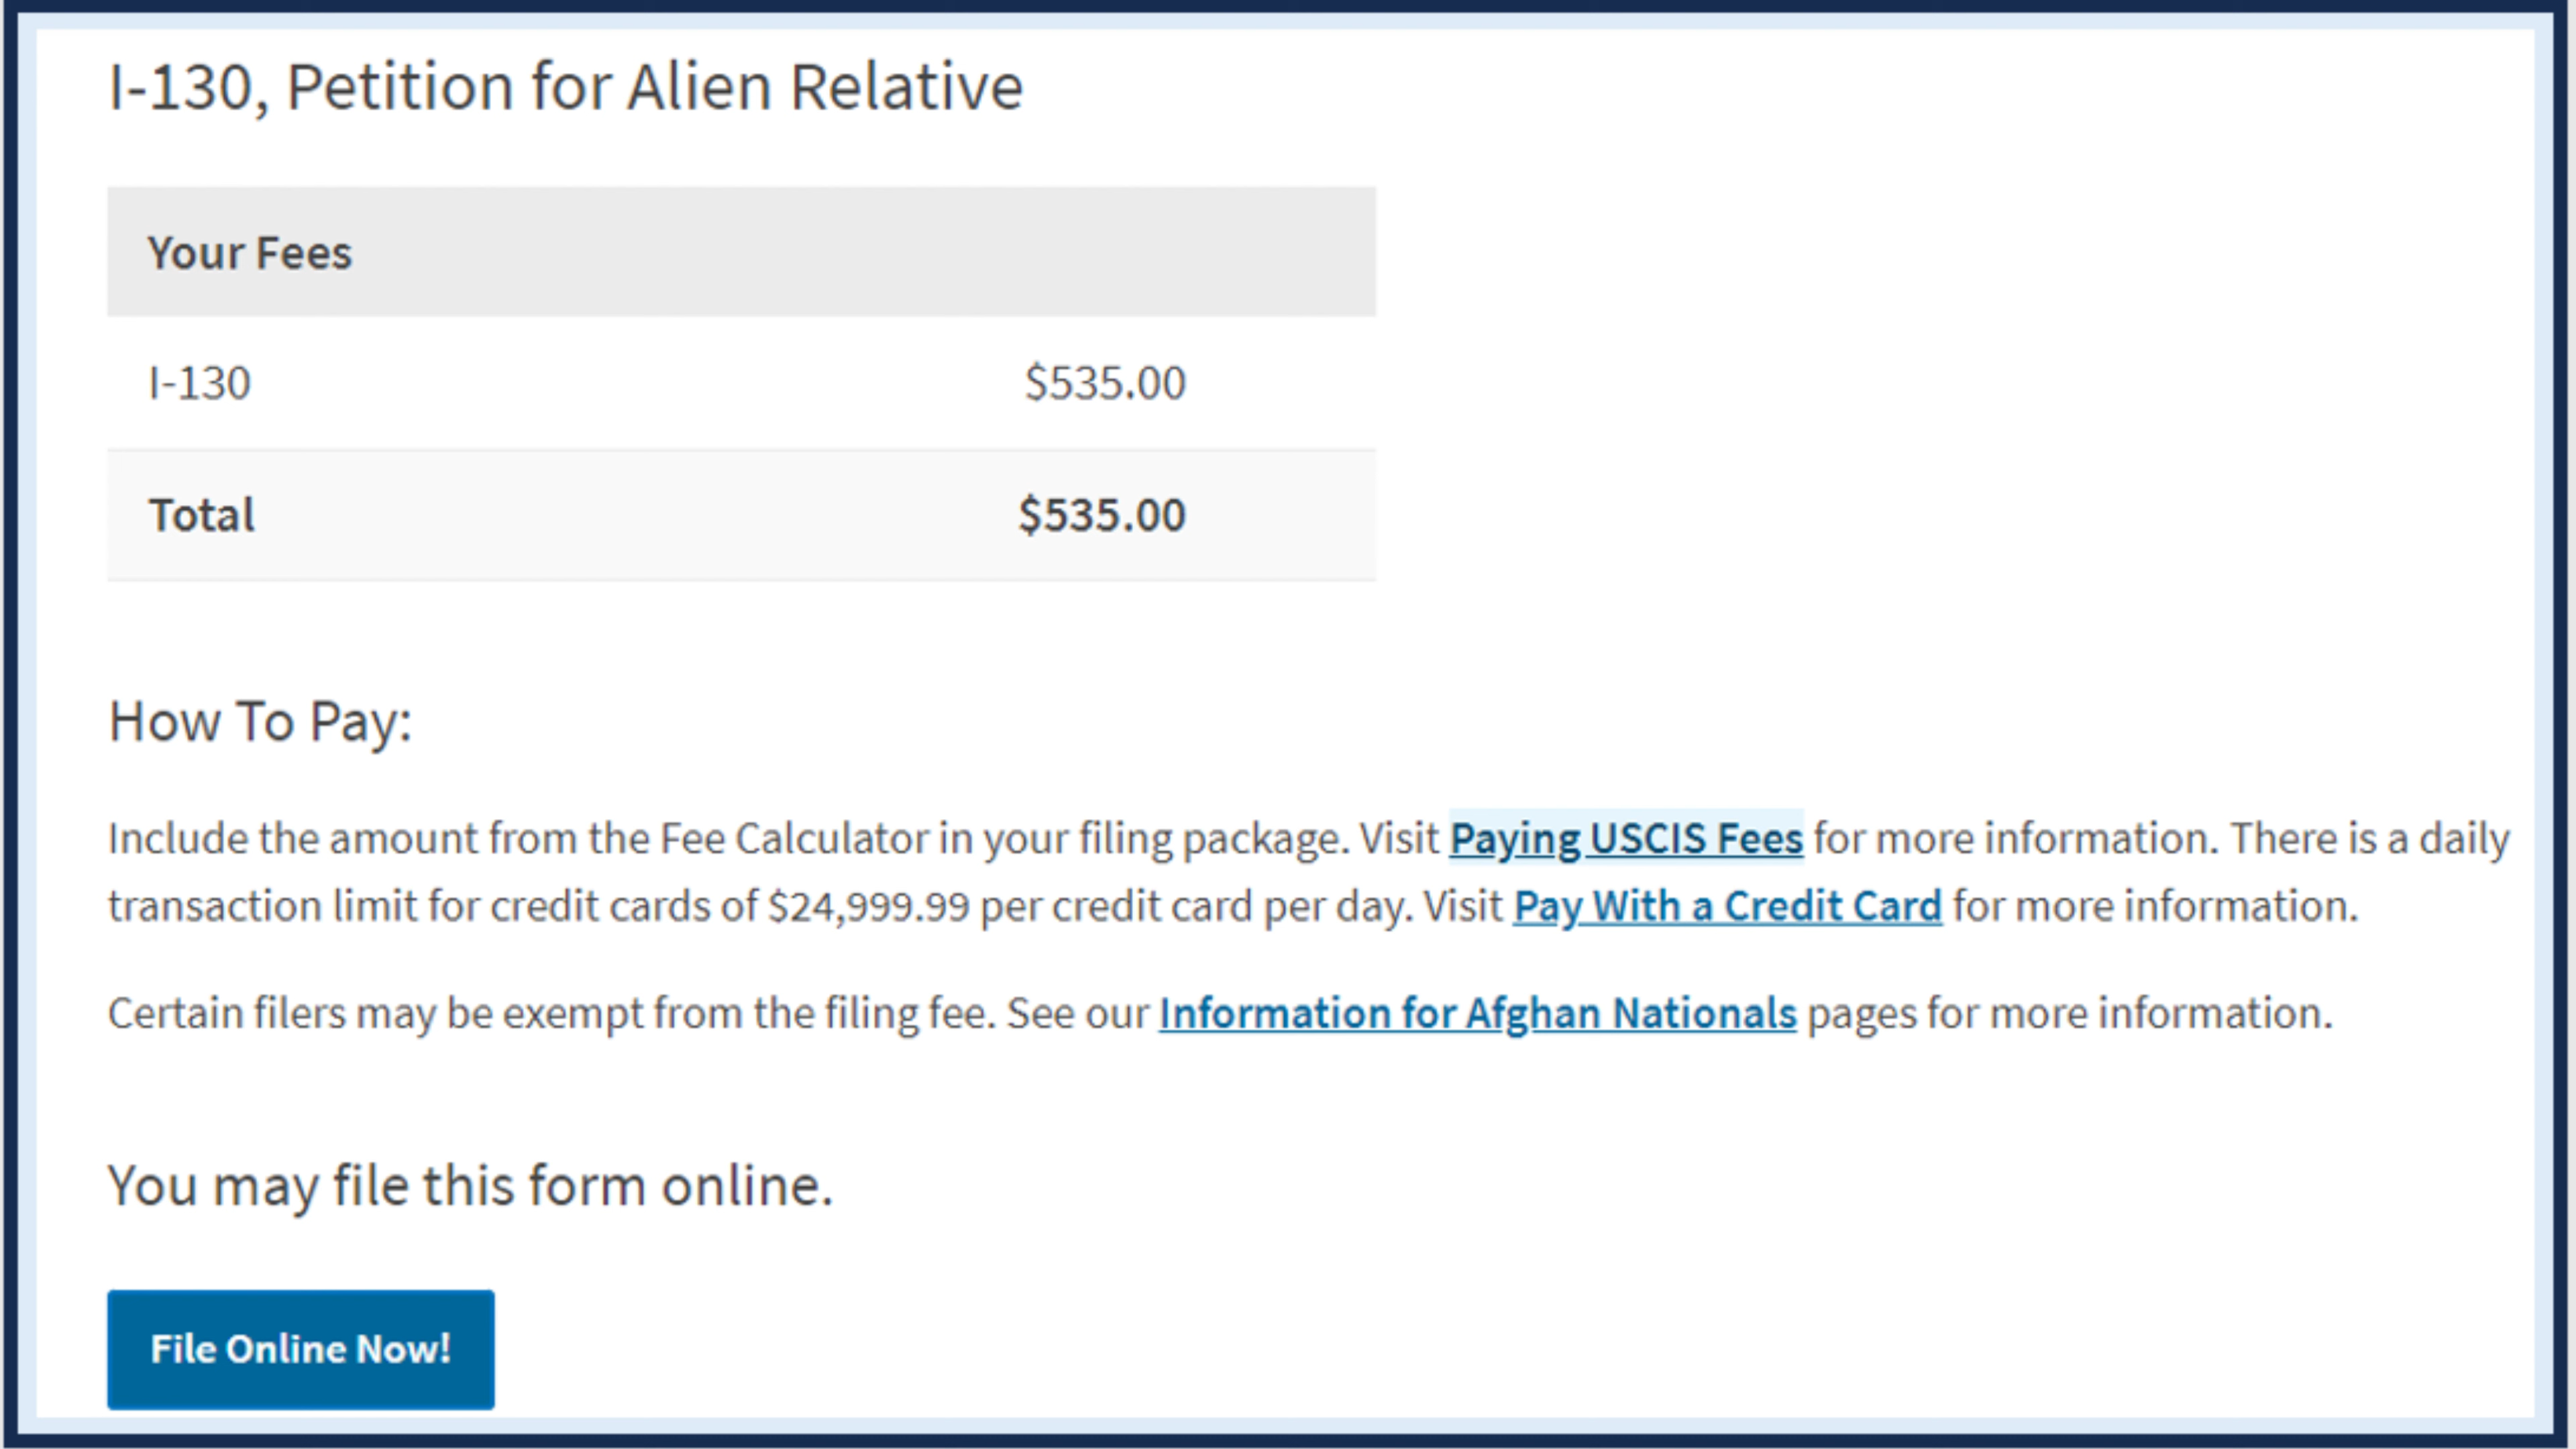 I-130, Petition for Alien Relative
Your Fees
I-130 $535.00
Total $535.00
How To Pay:
Include the amount from the Fee Calculator in your filing package. Visit Paying USCIS Fees for more information. There is a daily
transaction limit for credit cards of $24,999.99 per credit card per day. Visit Pay With a Credit Card for more information.
Certain filers may be exempt from the filing fee. See our Information for Afghan Nationals pages for more information.
You may file this form online.
File Online Now!